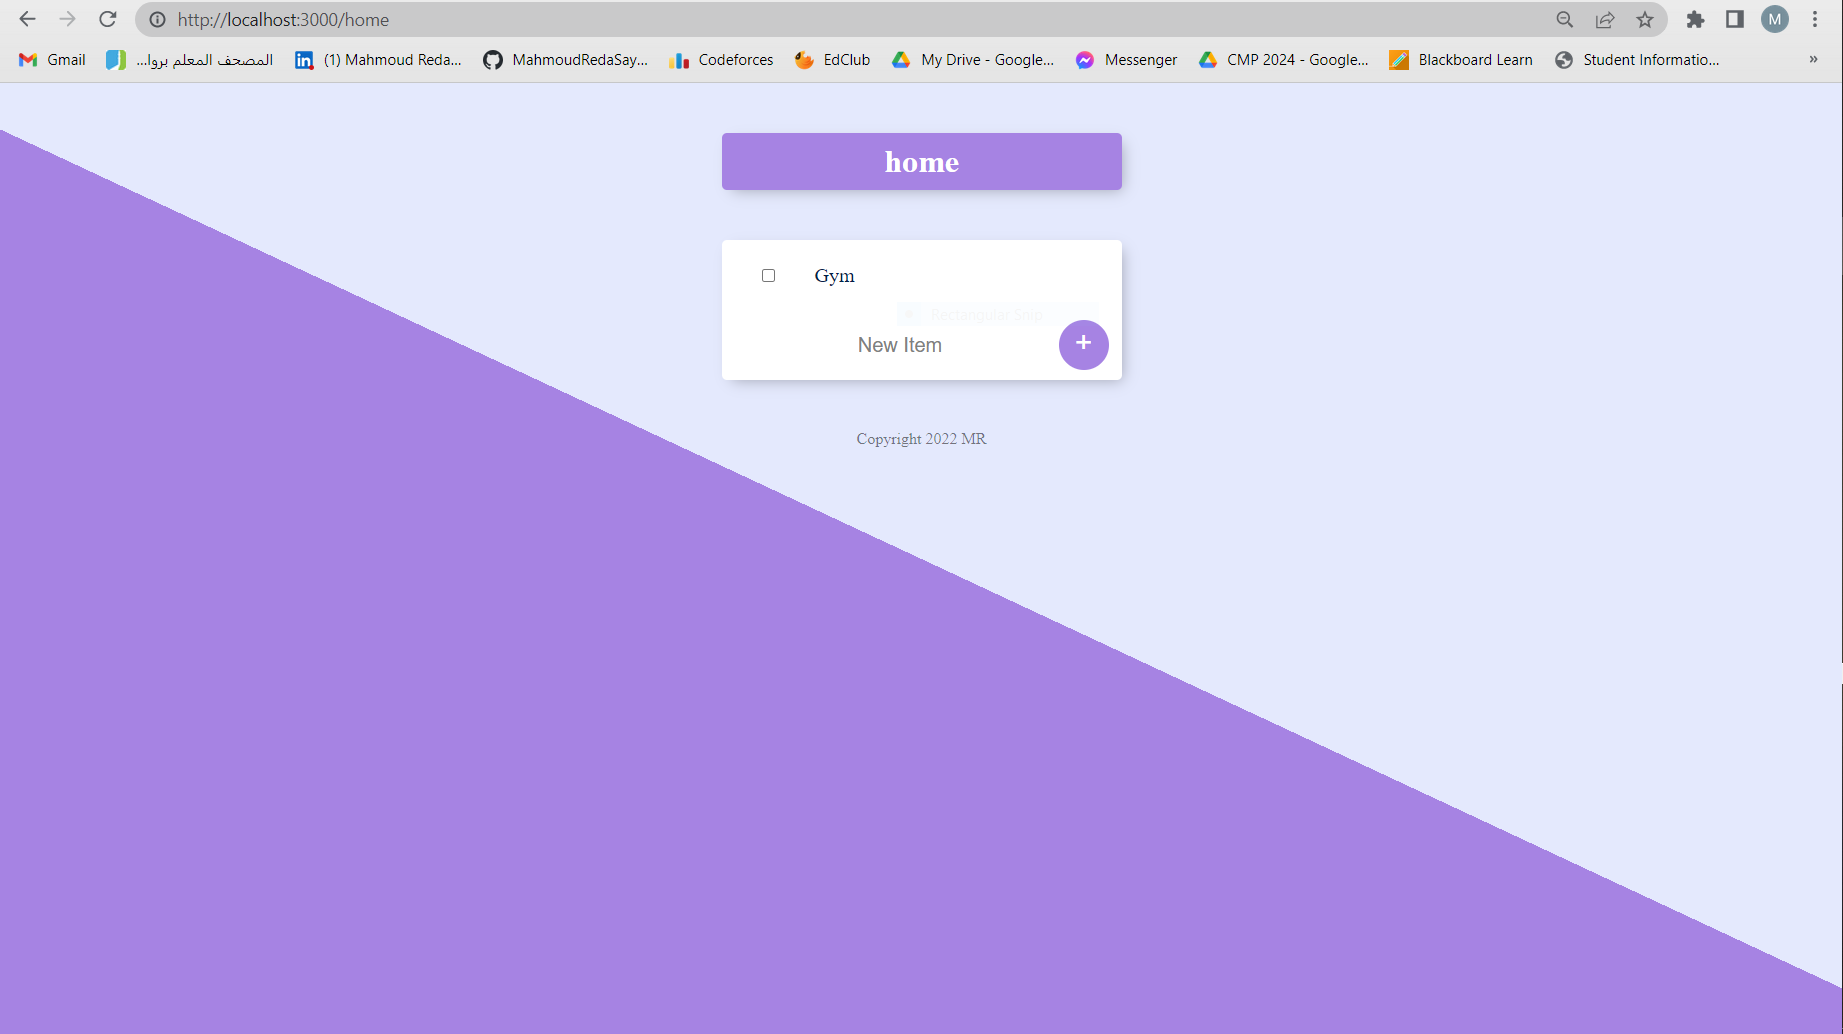 http://localhost:3000/home
M
Gmail
المصحف المعلم بروا...
(1) Mahmoud Reda...
MahmoudRedaSay...
Codeforces
EdClub
My Drive - Google...
Messenger
CMP 2024 - Google...
Blackboard Learn
Student Informatio...
»
home
Gym
Rectangular Snip
New Item
+
Copyright 2022 MR